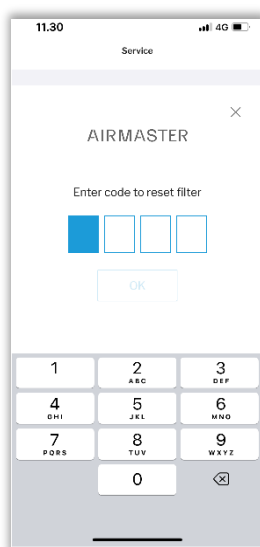 11.30 4G
Service
AIRMASTER
Enter code to reset filter
OK
1 2 3
ABC DEF
4 5 6
GHI JKL MNO
7 8 9
PQRS TUV WXYZ
0